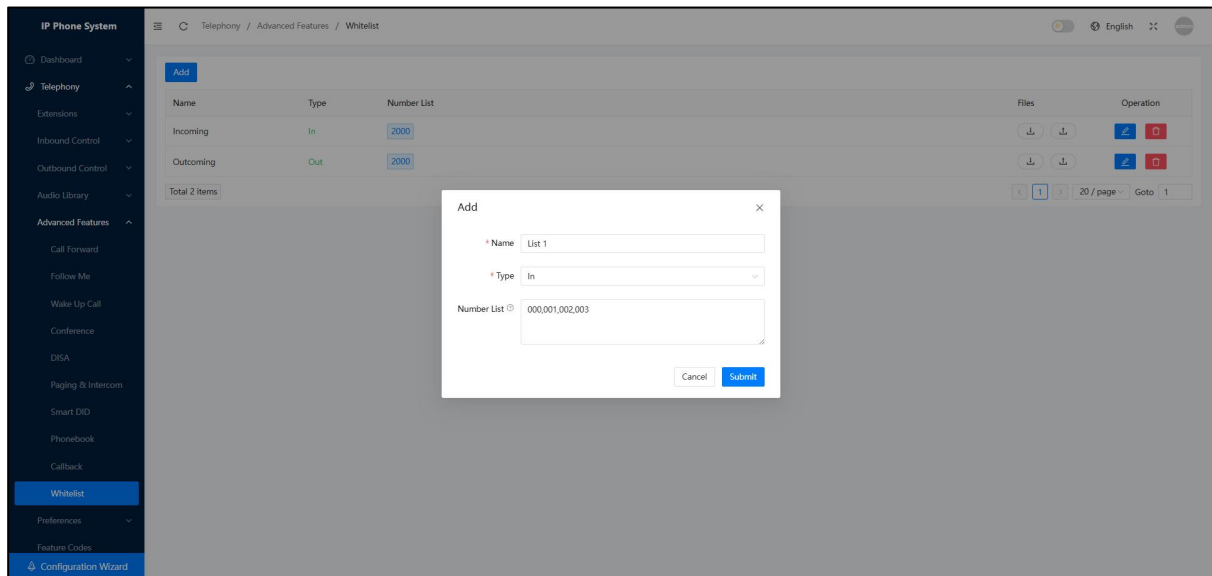 IP Phone System
Telephony / Advanced Features / Whitelist
English
Dashboard
Telephony
Extensions
Inbound Control
Outbound Control
Audio Library
Advanced Features
Call Forward
Follow Me
Wake Up Call
Conference
DISA
Paging & Intercom
Smart DID
Phonebook
Callback
Whitelist
Preferences
Feature Codes
Configuration Wizard
Add
Name Type Number List Files Operation
Incoming In 2000
Outcoming Out 2000
Total 2 items 1 20 / page Goto 1
Add
* Name List 1
* Type In
Number List 000,001,002,003
Cancel Submit